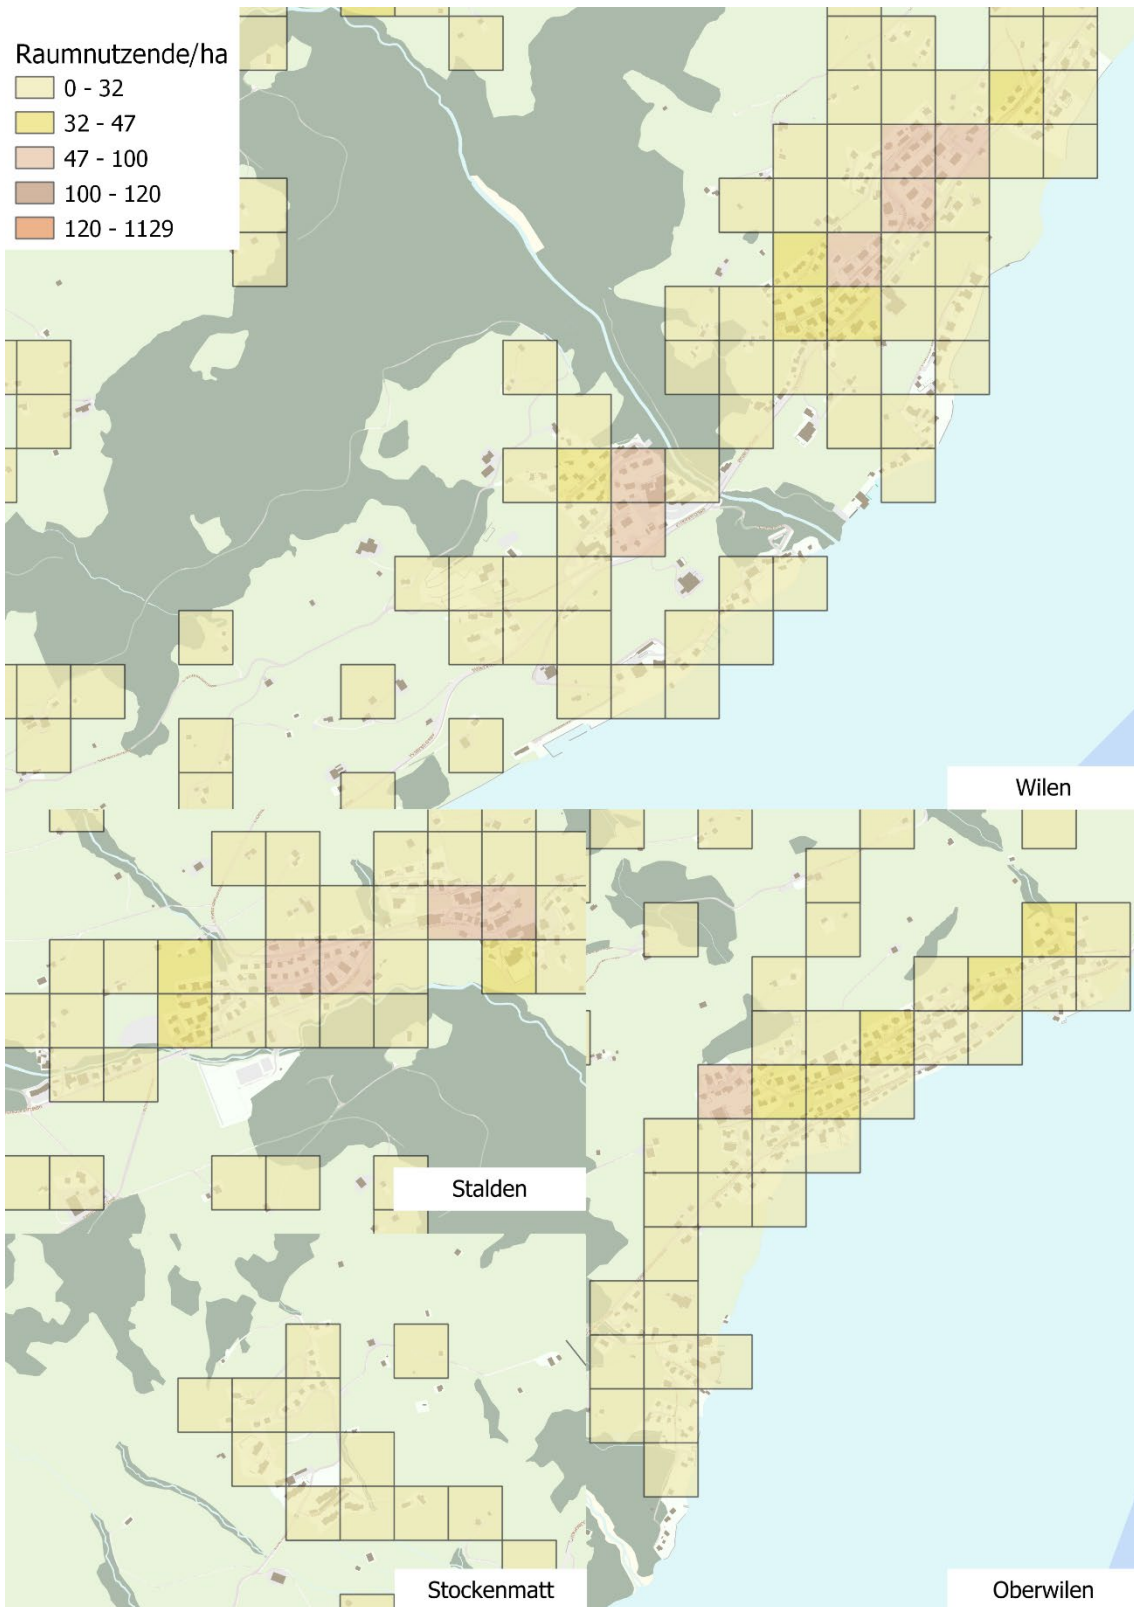 Raumnutzende/ha
0 - 32
32 - 47
47 - 100
100 - 120
120 - 1129
Wilen
Stalden
Stockenmatt
Oberwilen